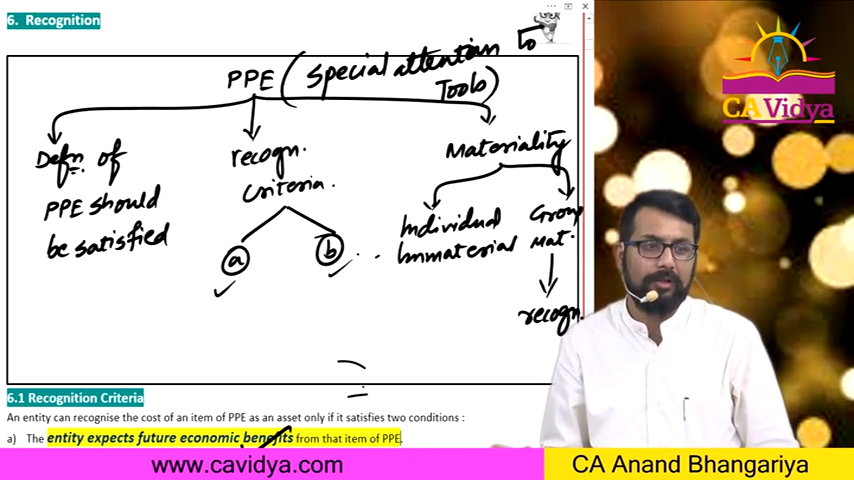 6. Recognition
PPE ( Special attention to
Tools)
Defn. of
PPE should
be satisfied
recogn.
Criteria.
a
b
Materiality
Individual
Immaterial
Group
Mat.
recogn.
6.1 Recognition Criteria
An entity can recognise the cost of an item of PPE as an asset only if it satisfies two conditions :
a) The entity expects future economic benefits from that item of PPE.
CA Vidya
www.cavidya.com
CA Anand Bhangariya